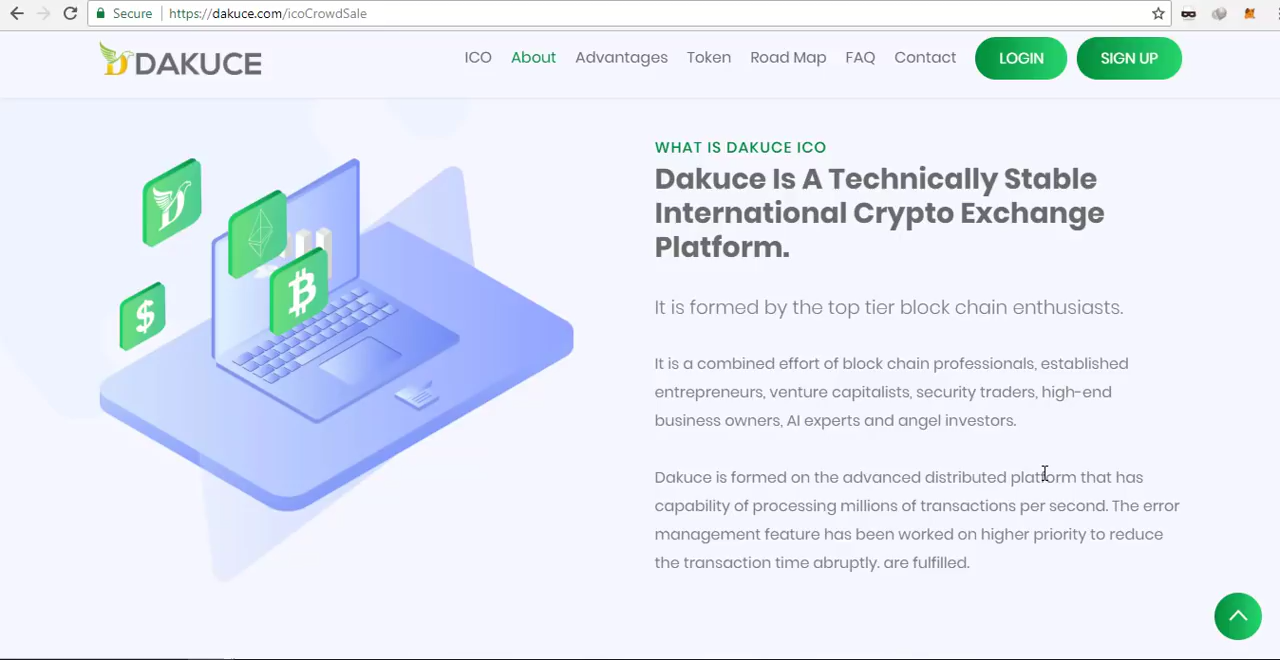 Secure https://dakuce.com/icoCrowdSale
DAKUCE ICO About Advantages Token Road Map FAQ Contact LOGIN SIGN UP
WHAT IS DAKUCE ICO
Dakuce Is A Technically Stable
International Crypto Exchange
Platform.
It is formed by the top tier block chain enthusiasts.
It is a combined effort of block chain professionals, established
entrepreneurs, venture capitalists, security traders, high-end
business owners, AI experts and angel investors.
Dakuce is formed on the advanced distributed platform that has
capability of processing millions of transactions per second. The error
management feature has been worked on higher priority to reduce
the transaction time abruptly. are fulfilled.